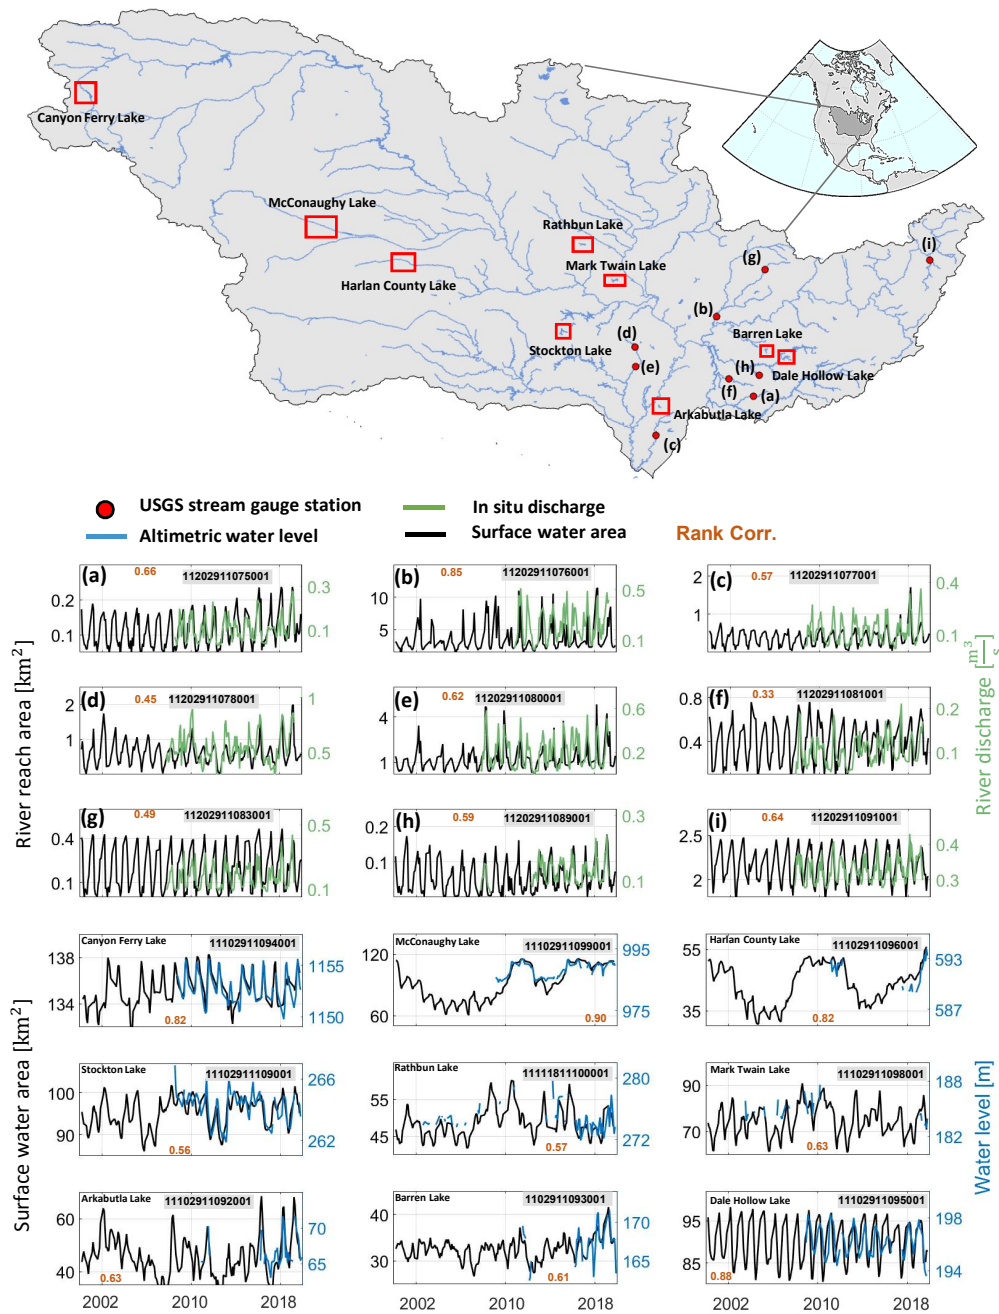 Canyon Ferry Lake
McConaughy Lake
Harlan County Lake
Rathbun Lake
Mark Twain Lake
Stockton Lake
(i)
(g)
(b)
(d)
(e)
Barren Lake
(h)
Dale Hollow Lake
(f)
(a)
Arkabutla Lake
(c)
USGS stream gauge station
In situ discharge
Altimetric water level
Surface water area
Rank Corr.
River reach area [km²]
River discharge [m³/s]
(a) 0.66 11202911075001
0.2
0.1
0.3
0.1
(b) 0.85 11202911076001
10
5
0.5
0.1
(c) 0.57 11202911077001
2
1
0.4
0.1
(d) 0.45 11202911078001
2
1
1
0.5
(e) 0.62 11202911080001
4
1
0.6
0.2
(f) 0.33 11202911081001
0.8
0.4
0.2
0.1
(g) 0.49 11202911083001
0.4
0.1
0.5
0.1
(h) 0.59 11202911089001
0.2
0.1
0.3
0.1
(i) 0.64 11202911091001
2.5
2
0.4
0.3
Surface water area [km²]
Water level [m]
Canyon Ferry Lake 11102911094001
138
134
1155
1150
0.82
McConaughy Lake 11102911099001
120
60
995
975
0.90
Harlan County Lake 11102911096001
55
35
593
587
0.82
Stockton Lake 11102911109001
100
90
266
262
0.56
Rathbun Lake 11111811100001
55
45
280
272
0.57
Mark Twain Lake 11102911098001
90
70
188
182
0.63
Arkabutla Lake 11102911092001
60
40
70
65
0.63
Barren Lake 1102911093001
40
30
170
165
0.61
Dale Hollow Lake 11102911095001
95
85
198
194
0.88
2002 2010 2018
2002 2010 2018
2002 2010 2018